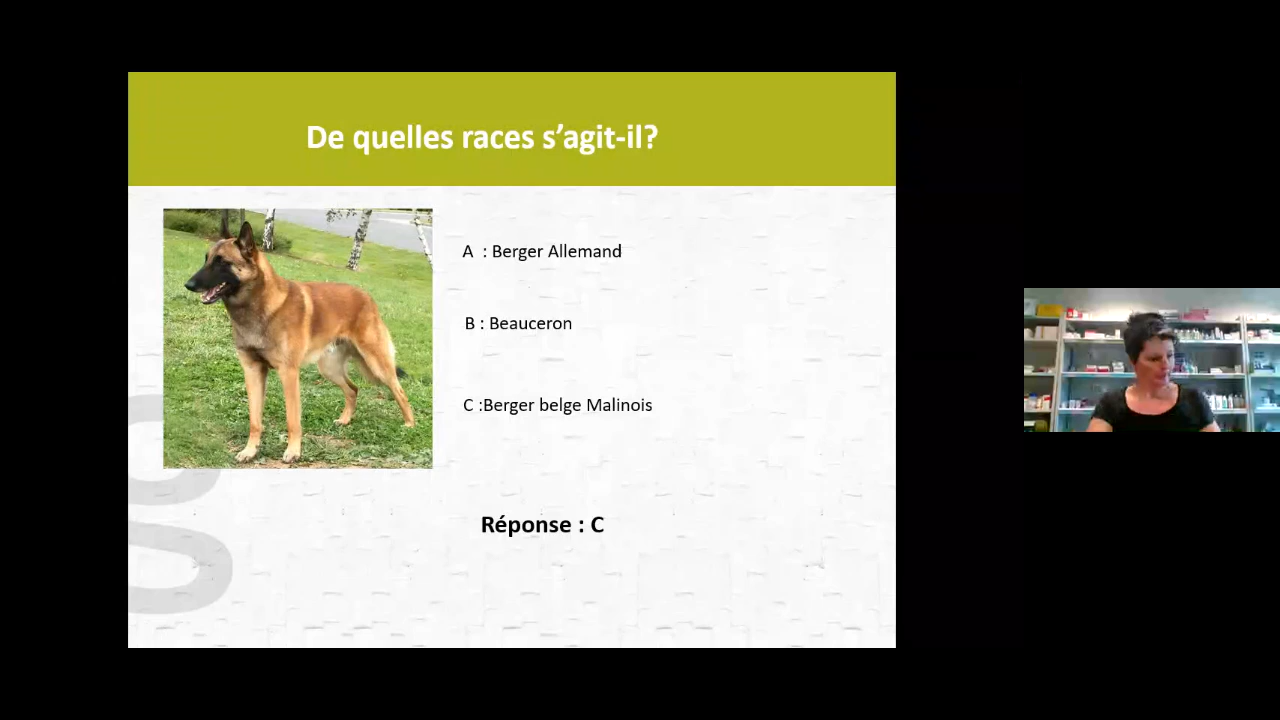 De quelles races s’agit-il?
A : Berger Allemand
B : Beauceron
C :Berger belge Malinois
Réponse : C